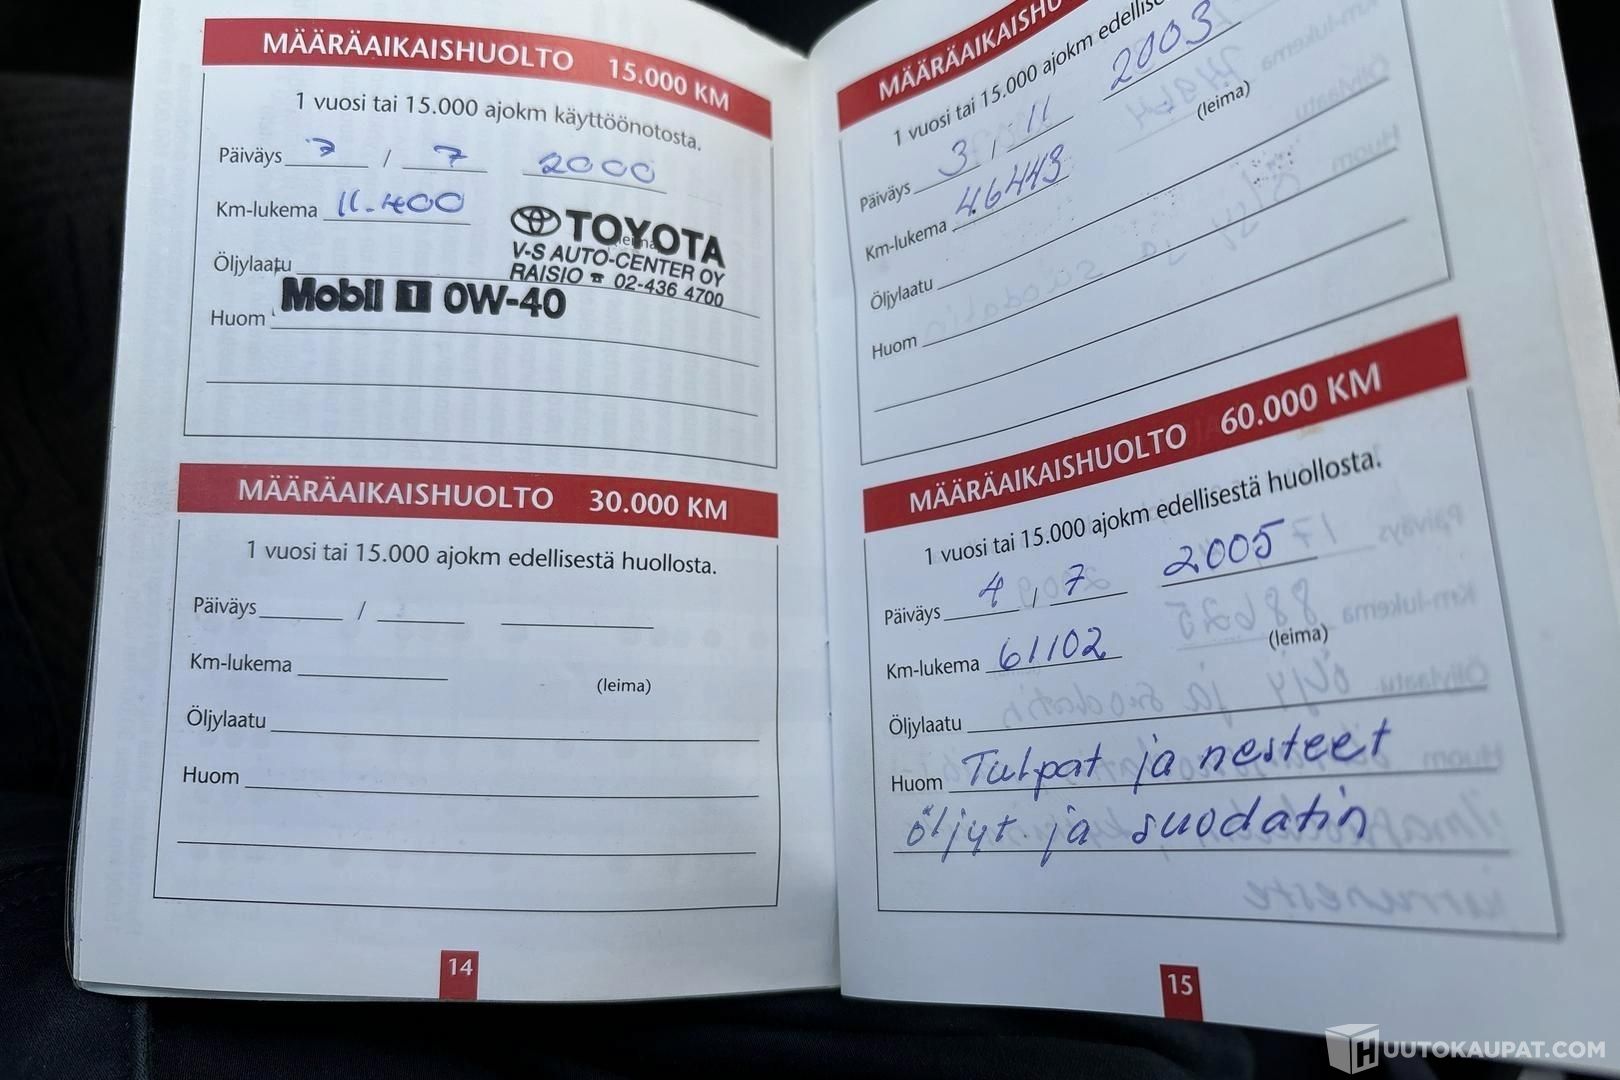 MÄÄRÄAIKAISHUOLTO 15.000 KM
1 vuosi tai 15.000 ajokm käyttöönotosta.
Päiväys 7 / 7 2000
Km-lukema 11.400
TOYOTA
V-S AUTO-CENTER OY
RAISIO ☎ 02-436 4700
Öljylaatu
Mobil 1 0W-40
Huom
MÄÄRÄAIKAISHUOLTO 30.000 KM
1 vuosi tai 15.000 ajokm edellisestä huollosta.
Päiväys /
Km-lukema
(leima)
Öljylaatu
Huom
14
MÄÄRÄAIKAISHU
1 vuosi tai 15.000 ajokm edellis
Päiväys 3 / 11 2003
(leima)
Km-lukema 46443
Öljylaatu
Huom
MÄÄRÄAIKAISHUOLTO 60.000 KM
1 vuosi tai 15.000 ajokm edellisestä huollosta.
Päiväys 4 / 7 2005
Km-lukema 61102
(leima)
Öljylaatu
Huom Tulpat ja nesteet
öljyt ja suodatin
15
HUUTOKAUPAT.COM